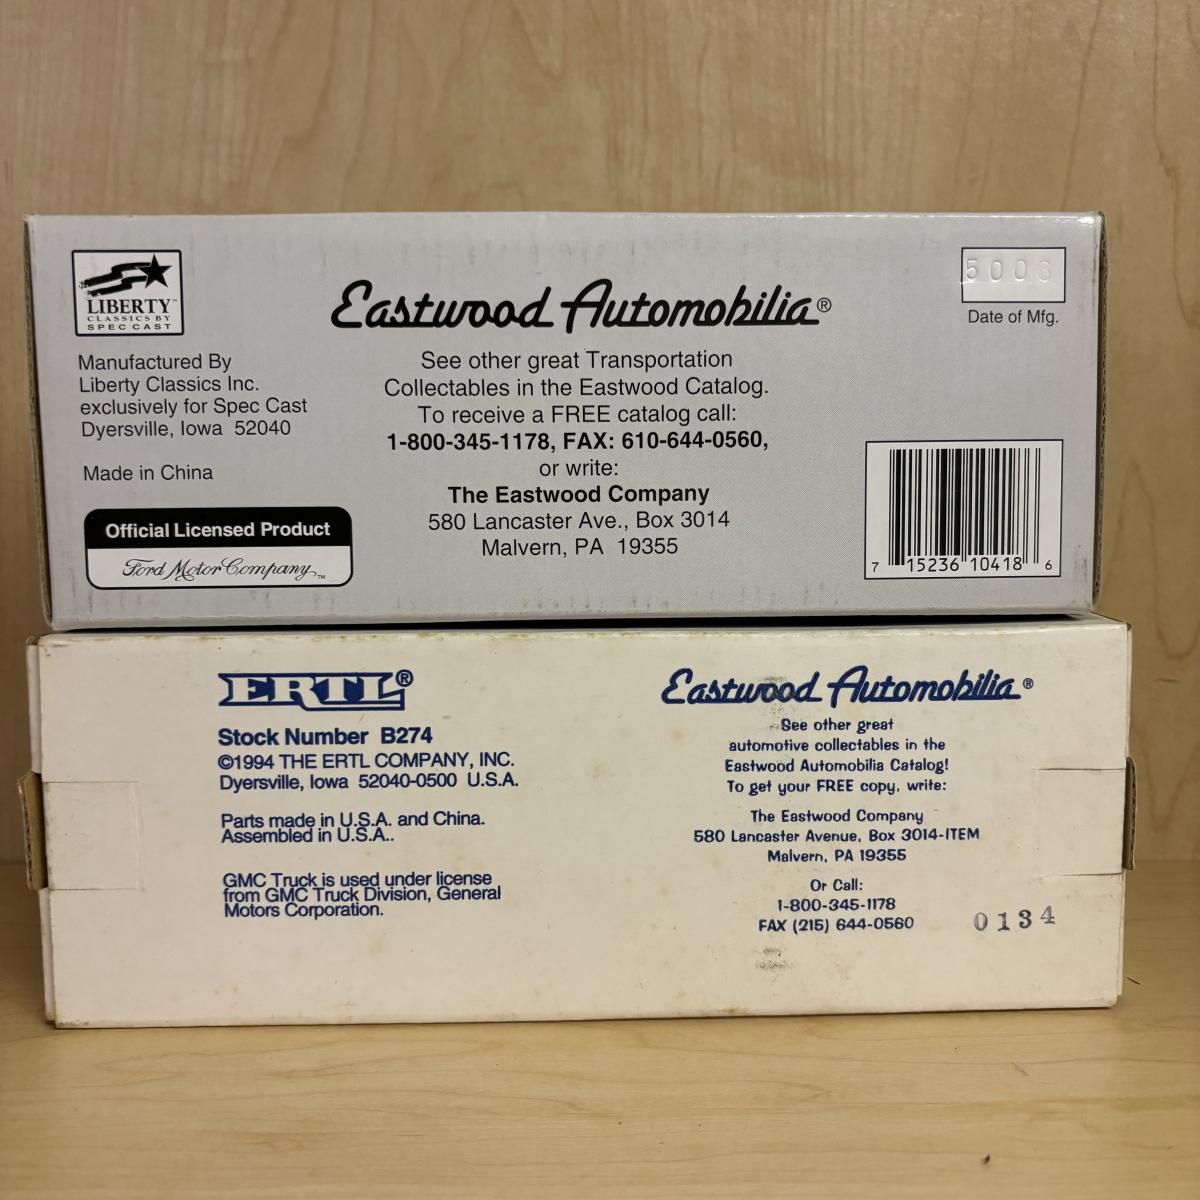 LIBERTY™
CLASSICS BY
SPEC CAST
Manufactured By
Liberty Classics Inc.
exclusively for Spec Cast
Dyersville, Iowa 52040
Made in China
Official Licensed Product
Ford Motor Company™
Eastwood Automobilia®
See other great Transportation
Collectables in the Eastwood Catalog.
To receive a FREE catalog call:
1-800-345-1178, FAX: 610-644-0560,
or write:
The Eastwood Company
580 Lancaster Ave., Box 3014
Malvern, PA 19355
5006
Date of Mfg.
7 15236 10418 6
ERTL®
Stock Number B274
©1994 THE ERTL COMPANY, INC.
Dyersville, Iowa 52040-0500 U.S.A.
Parts made in U.S.A. and China.
Assembled in U.S.A..
GMC Truck is used under license
from GMC Truck Division, General
Motors Corporation.
Eastwood Automobilia®
See other great
automotive collectables in the
Eastwood Automobilia Catalog!
To get your FREE copy, write:
The Eastwood Company
580 Lancaster Avenue, Box 3014-ITEM
Malvern, PA 19355
Or Call:
1-800-345-1178
FAX (215) 644-0560
0134